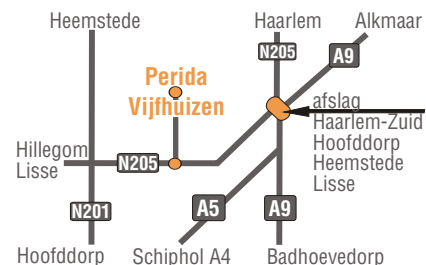 Heemstede
Haarlem
Alkmaar
N205
A9
Perida
Vijfhuizen
afslag
Haarlem-Zuid
Hoofddorp
Heemstede
Lisse
Hillegom
Lisse
N205
N201
A5
A9
Hoofddorp
Schiphol A4
Badhoevedorp